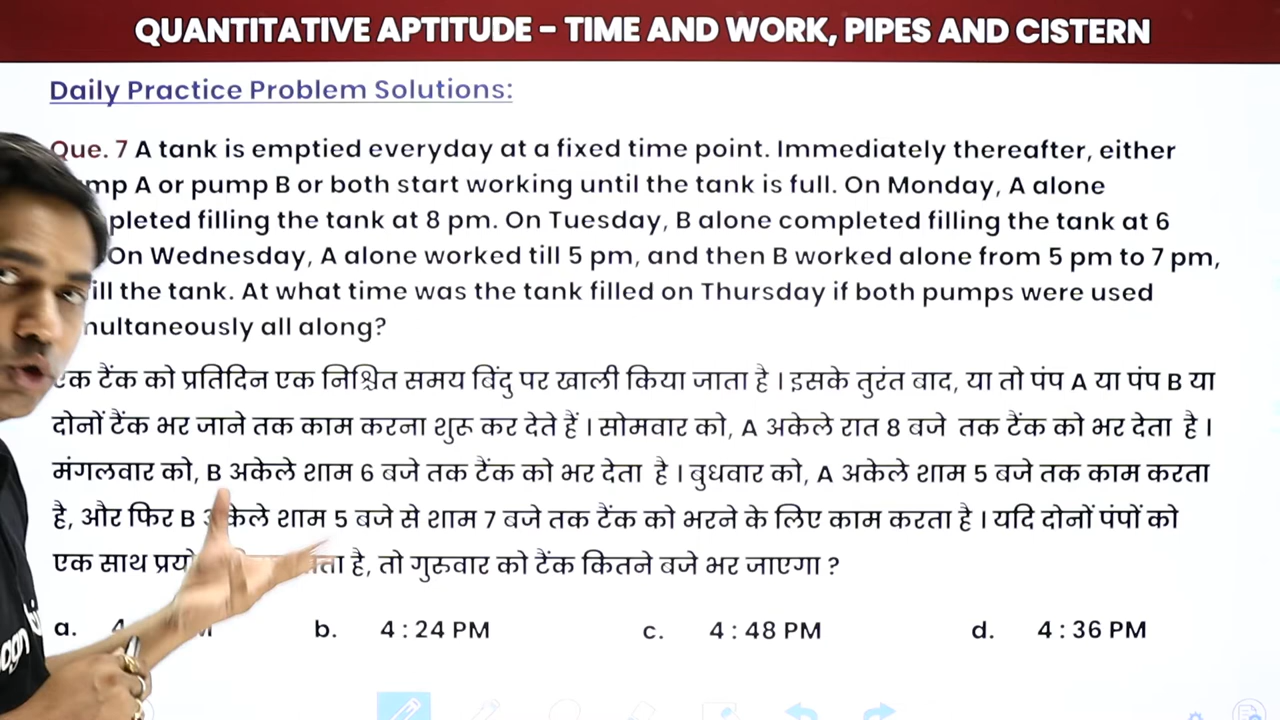 QUANTITATIVE APTITUDE - TIME AND WORK, PIPES AND CISTERN
Daily Practice Problem Solutions:
Que. 7 A tank is emptied everyday at a fixed time point. Immediately thereafter, either
mp A or pump B or both start working until the tank is full. On Monday, A alone
pleted filling the tank at 8 pm. On Tuesday, B alone completed filling the tank at 6
On Wednesday, A alone worked till 5 pm, and then B worked alone from 5 pm to 7 pm,
ill the tank. At what time was the tank filled on Thursday if both pumps were used
multaneously all along?
एक टैंक को प्रतिदिन एक निश्चित समय बिंदु पर खाली किया जाता है । इसके तुरंत बाद, या तो पंप A या पंप B या
दोनों टैंक भर जाने तक काम करना शुरू कर देते हैं । सोमवार को, A अकेले रात 8 बजे तक टैंक को भर देता है ।
मंगलवार को, B अकेले शाम 6 बजे तक टैंक को भर देता है । बुधवार को, A अकेले शाम 5 बजे तक काम करता
है, और फिर B केले शाम 5 बजे से शाम 7 बजे तक टैंक को भरने के लिए काम करता है । यदि दोनों पंपों को
एक साथ है, तो गुरुवार को टैंक कितने बजे भर जाएगा ?
a. 4 M b. 4 : 24 PM c. 4 : 48 PM d. 4 : 36 PM